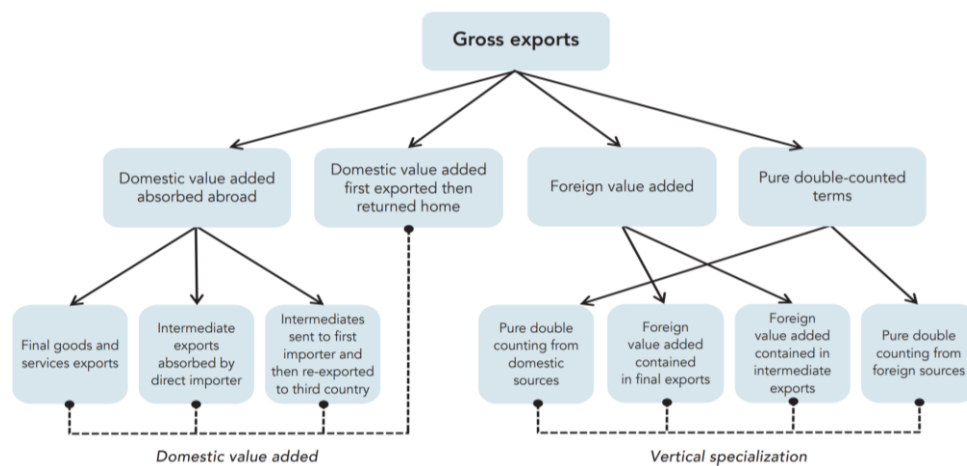 Gross exports
Domestic value added
absorbed abroad
Domestic value added
first exported then
returned home
Foreign value added
Pure double-counted
terms
Final goods and
services exports
Intermediate
exports
absorbed by
direct importer
Intermediates
sent to first
importer and
then re-exported
to third country
Pure double
counting from
domestic
sources
Foreign
value added
contained
in final exports
Foreign
value added
contained in
intermediate
exports
Pure double
counting from
foreign sources
Domestic value added
Vertical specialization